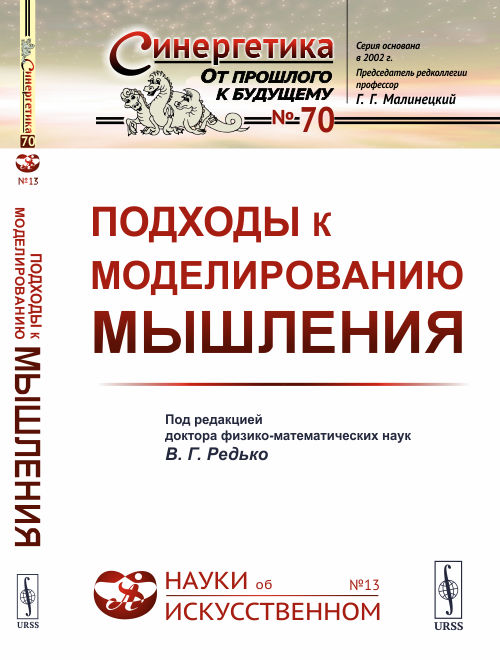 Синергетика
От прошлого
к будущему
№70
Серия основана
в 2002 г.
Председатель редколлегии
профессор
Г. Г. Малинецкий
Синергетика
70
№13
ПОДХОДЫ К
МОДЕЛИРОВАНИЮ
МЫШЛЕНИЯ
URSS
ПОДХОДЫ К
МОДЕЛИРОВАНИЮ
МЫШЛЕНИЯ
Под редакцией
доктора физико-математических наук
В. Г. Редько
НАУКИ об №13
ИСКУССТВЕННОМ
URSS